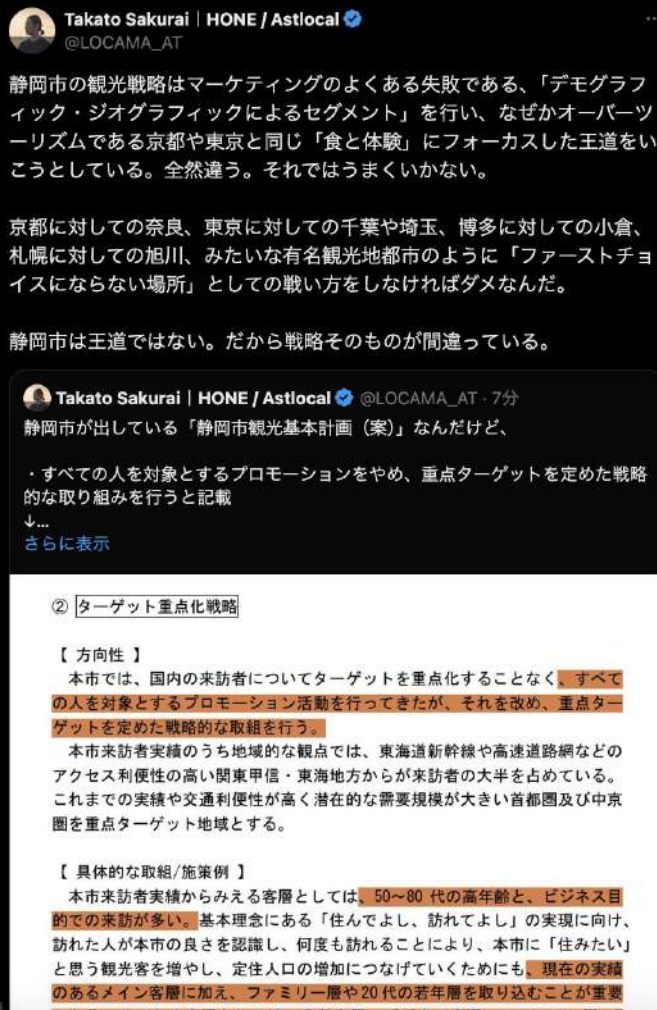 Takato Sakurai｜HONE / Astlocal
@LOCAMA_AT
静岡市の観光戦略はマーケティングのよくある失敗である、「デモグラフ
ィック・ジオグラフィックによるセグメント」を行い、なぜかオーバーツ
ーリズムである京都や東京と同じ「食と体験」にフォーカスした王道をい
こうとしている。全然違う。それではうまくいかない。
京都に対しての奈良、東京に対しての千葉や埼玉、博多に対しての小倉、
札幌に対しての旭川、みたいな有名観光地都市のように「ファーストチョ
イスにならない場所」としての戦い方をしなければダメなんだ。
静岡市は王道ではない。だから戦略そのものが間違っている。
Takato Sakurai｜HONE / Astlocal @LOCAMA_AT · 7分
静岡市が出している「静岡市観光基本計画（案）」なんだけど、
・すべての人を対象とするプロモーションをやめ、重点ターゲットを定めた戦略
的な取り組みを行うと記載
↓...
さらに表示
② ターゲット重点化戦略
【 方向性 】
本市では、国内の来訪者についてターゲットを重点化することなく、すべて
の人を対象とするプロモーション活動を行ってきたが、それを改め、重点ター
ゲットを定めた戦略的な取組を行う。
本市来訪者実績のうち地域的な観点では、東海道新幹線や高速道路網などの
アクセス利便性の高い関東甲信・東海地方からが来訪者の大半を占めている。
これまでの実績や交通利便性が高く潜在的な需要規模が大きい首都圏及び中京
圏を重点ターゲット地域とする。
【 具体的な取組/施策例 】
本市来訪者実績からみえる客層としては、50～80 代の高年齢と、ビジネス目
的での来訪が多い。基本理念にある「住んでよし、訪れてよし」の実現に向け、
訪れた人が本市の良さを認識し、何度も訪れることにより、本市に「住みたい」
と思う観光客を増やし、定住人口の増加につなげていくためにも、現在の実績
のあるメイン客層に加え、ファミリー層や20代の若年層を取り込むことが重要